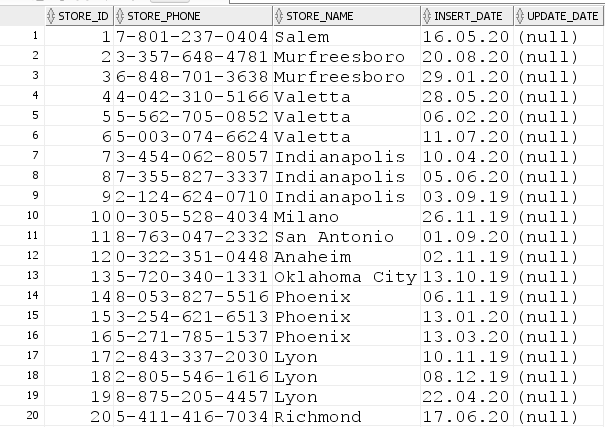 STORE_ID STORE_PHONE STORE_NAME INSERT_DATE UPDATE_DATE
1 1 7-801-237-0404 Salem 16.05.20 (null)
2 2 3-357-648-4781 Murfreesboro 20.08.20 (null)
3 3 6-848-701-3638 Murfreesboro 29.01.20 (null)
4 4 4-042-310-5166 Valetta 28.05.20 (null)
5 5 5-562-705-0852 Valetta 06.02.20 (null)
6 6 5-003-074-6624 Valetta 11.07.20 (null)
7 7 3-454-062-8057 Indianapolis 10.04.20 (null)
8 8 7-355-827-3337 Indianapolis 05.06.20 (null)
9 9 2-124-624-0710 Indianapolis 03.09.19 (null)
10 10 0-305-528-4034 Milano 26.11.19 (null)
11 11 8-763-047-2332 San Antonio 01.09.20 (null)
12 12 0-322-351-0448 Anaheim 02.11.19 (null)
13 13 5-720-340-1331 Oklahoma City 13.10.19 (null)
14 14 8-053-827-5516 Phoenix 06.11.19 (null)
15 15 3-254-621-6513 Phoenix 13.01.20 (null)
16 16 5-271-785-1537 Phoenix 13.03.20 (null)
17 17 2-843-337-2030 Lyon 10.11.19 (null)
18 18 2-805-546-1616 Lyon 08.12.19 (null)
19 19 8-875-205-4457 Lyon 22.04.20 (null)
20 20 5-411-416-7034 Richmond 17.06.20 (null)